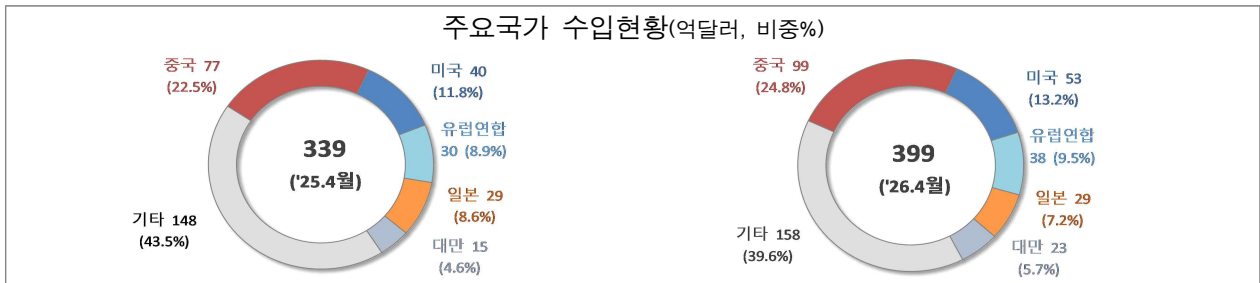 주요국가 수입현황(억달러, 비중%)
중국 77
(22.5%)
미국 40
(11.8%)
유럽연합
30 (8.9%)
일본 29
(8.6%)
대만 15
(4.6%)
기타 148
(43.5%)
339
('25.4월)
중국 99
(24.8%)
미국 53
(13.2%)
유럽연합
38 (9.5%)
일본 29
(7.2%)
대만 23
(5.7%)
기타 158
(39.6%)
399
('26.4월)